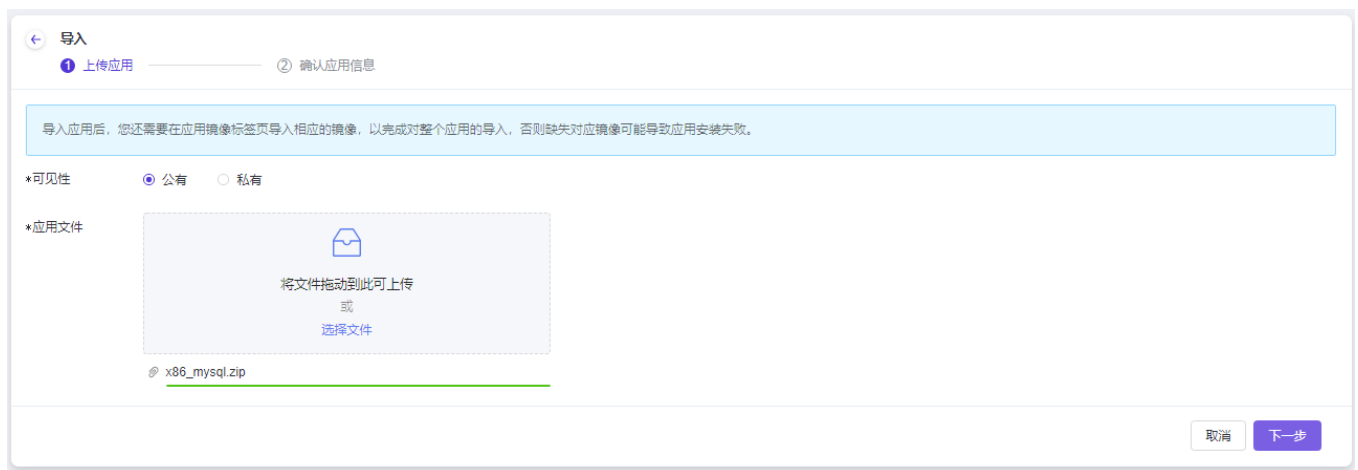 导入
1 上传应用 2 确认应用信息
导入应用后，您还需要在应用镜像标签页导入相应的镜像，以完成对整个应用的导入，否则缺失对应镜像可能导致应用安装失败。
*可见性 公有 私有
*应用文件
将文件拖动到此可上传
或
选择文件
x86_mysql.zip
取消 下一步